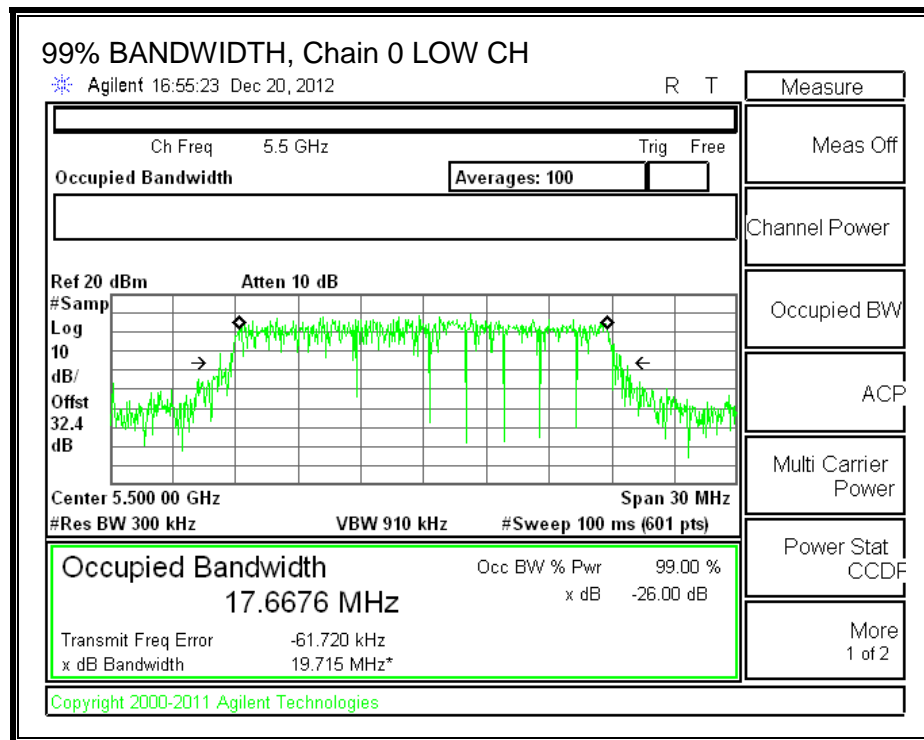 99% BANDWIDTH, Chain 0 LOW CH
Agilent 16:55:23 Dec 20, 2012 R T
Measure
Ch Freq 5.5 GHz Trig Free
Occupied Bandwidth Averages: 100
Meas Off
Channel Power
Occupied BW
ACP
Multi Carrier
Power
Power Stat
CCDF
More
1 of 2
Ref 20 dBm Atten 10 dB
#Samp
Log
10
dB/
Offst
32.4
dB
Center 5.500 00 GHz Span 30 MHz
#Res BW 300 kHz VBW 910 kHz #Sweep 100 ms (601 pts)
Occupied Bandwidth Occ BW % Pwr 99.00 %
17.6676 MHz x dB -26.00 dB
Transmit Freq Error -61.720 kHz
x dB Bandwidth 19.715 MHz*
Copyright 2000-2011 Agilent Technologies